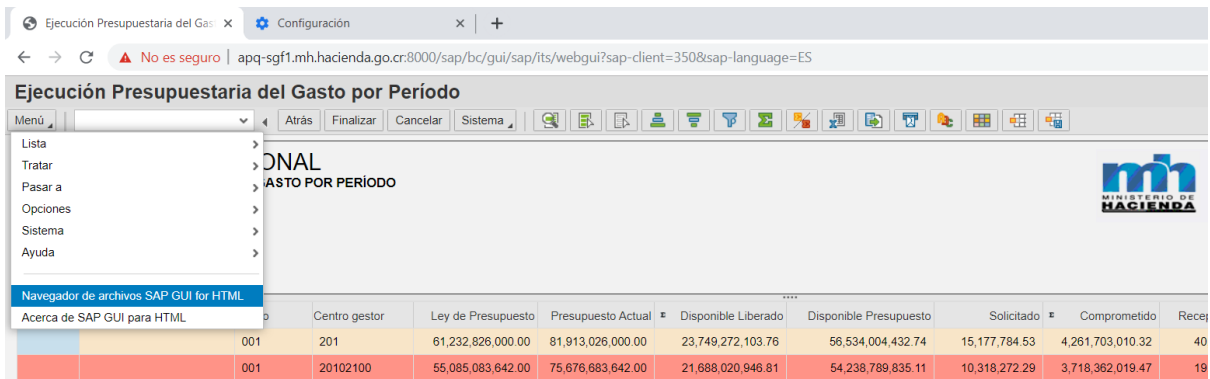 Ejecución Presupuestaria del Gas
Configuración
No es seguro | apq-sgf1.mh.hacienda.go.cr:8000/sap/bc/gui/sap/its/webgui?sap-client=350&sap-language=ES
Ejecución Presupuestaria del Gasto por Período
Menú Atrás Finalizar Cancelar Sistema
Lista
Tratar
Pasar a
Opciones
Sistema
Ayuda
Navegador de archivos SAP GUI for HTML
Acerca de SAP GUI para HTML
ONAL
GASTO POR PERÍODO
mh
MINISTERIO DE
HACIENDA
Centro gestor Ley de Presupuesto Presupuesto Actual Σ Disponible Liberado Disponible Presupuesto Solicitado Σ Comprometido Recep
001 201 61,232,826,000.00 81,913,026,000.00 23,749,272,103.76 56,534,004,432.74 15,177,784.53 4,261,703,010.32 40
001 20102100 55,085,083,642.00 75,676,683,642.00 21,688,020,946.81 54,238,789,835.11 10,318,272.29 3,718,362,019.47 19